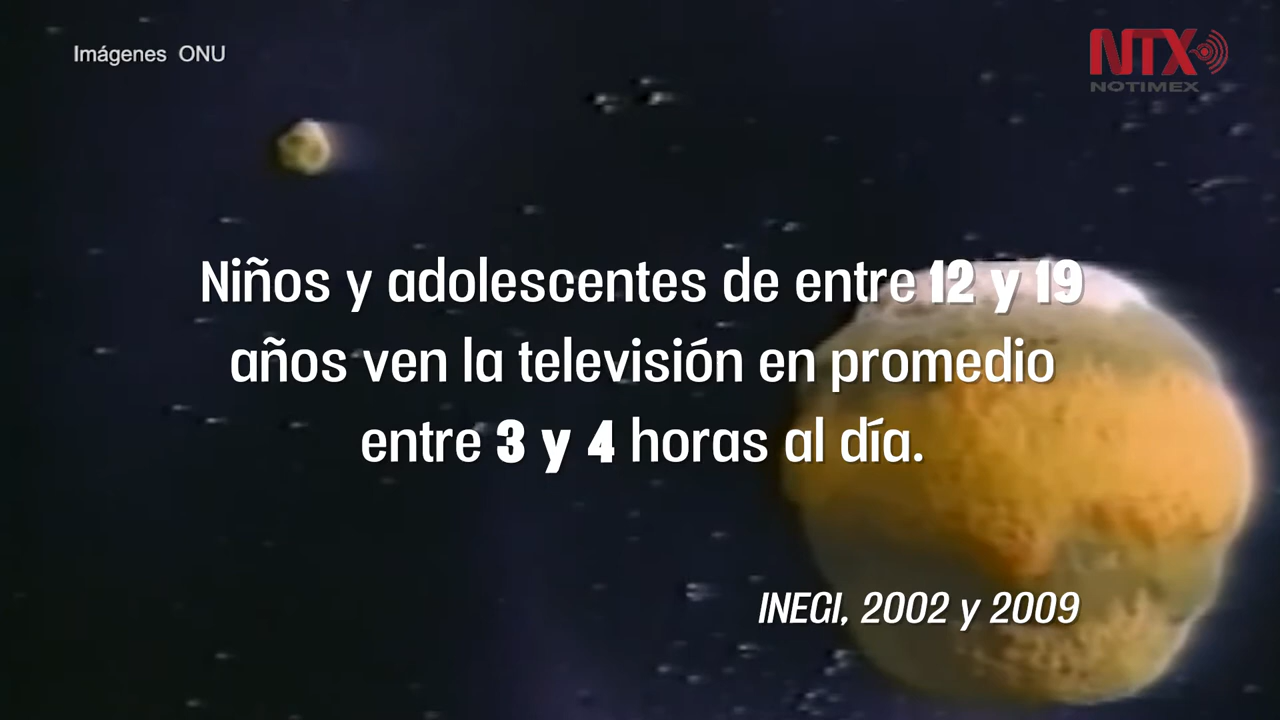 Imágenes ONU
NTX
NOTIMEX
Niños y adolescentes de entre 12 y 19
años ven la televisión en promedio
entre 3 y 4 horas al día.
INEGI, 2002 y 2009